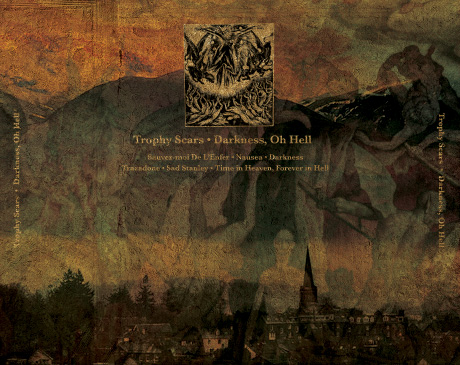 Trophy Scars • Darkness, Oh Hell
Sauvez-moi De L'Enfer • Nausea • Darkness
Trazodone • Sad Stanley • Time in Heaven, Forever in Hell
Trophy Scars • Darkness, Oh Hell
Trophy Scars • Darkness, Oh Hell